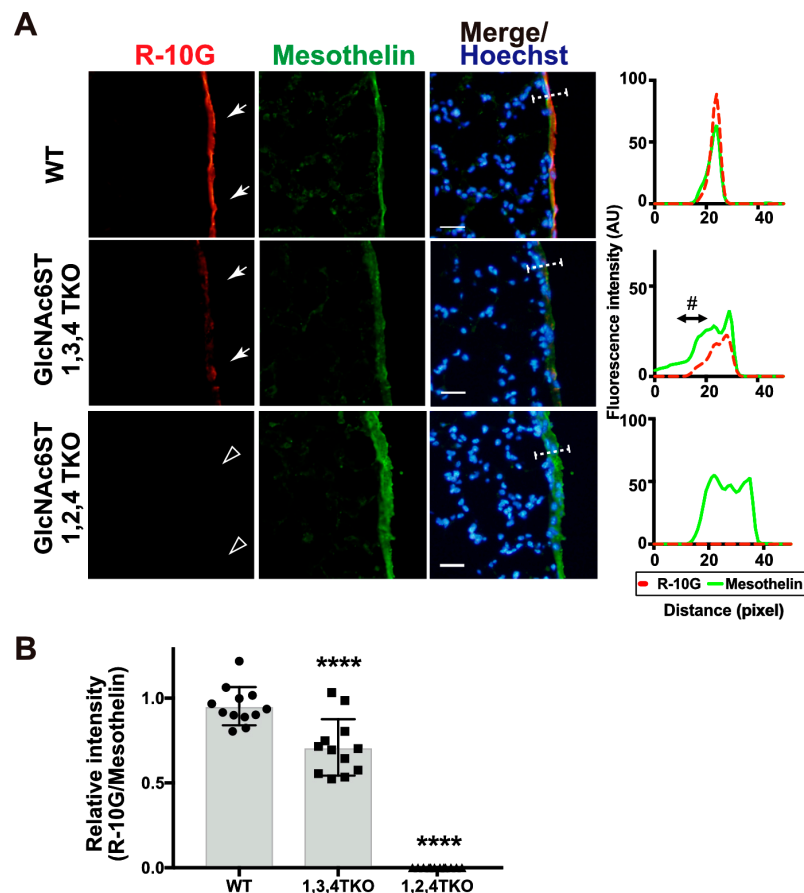 A
R-10G
Mesothelin
Merge/
Hoechst
WT
GlcNAc6ST
1,3,4 TKO
GlcNAc6ST
1,2,4 TKO
Fluorescence intensity (AU)
100
50
0
0 20 40
100
50
#
0
0 20 40
100
50
0
0 20 40
R-10G Mesothelin
Distance (pixel)
B
Relative intensity
(R-10G/Mesothelin)
1.0
0.5
0.0
****
****
WT 1,3,4TKO 1,2,4TKO